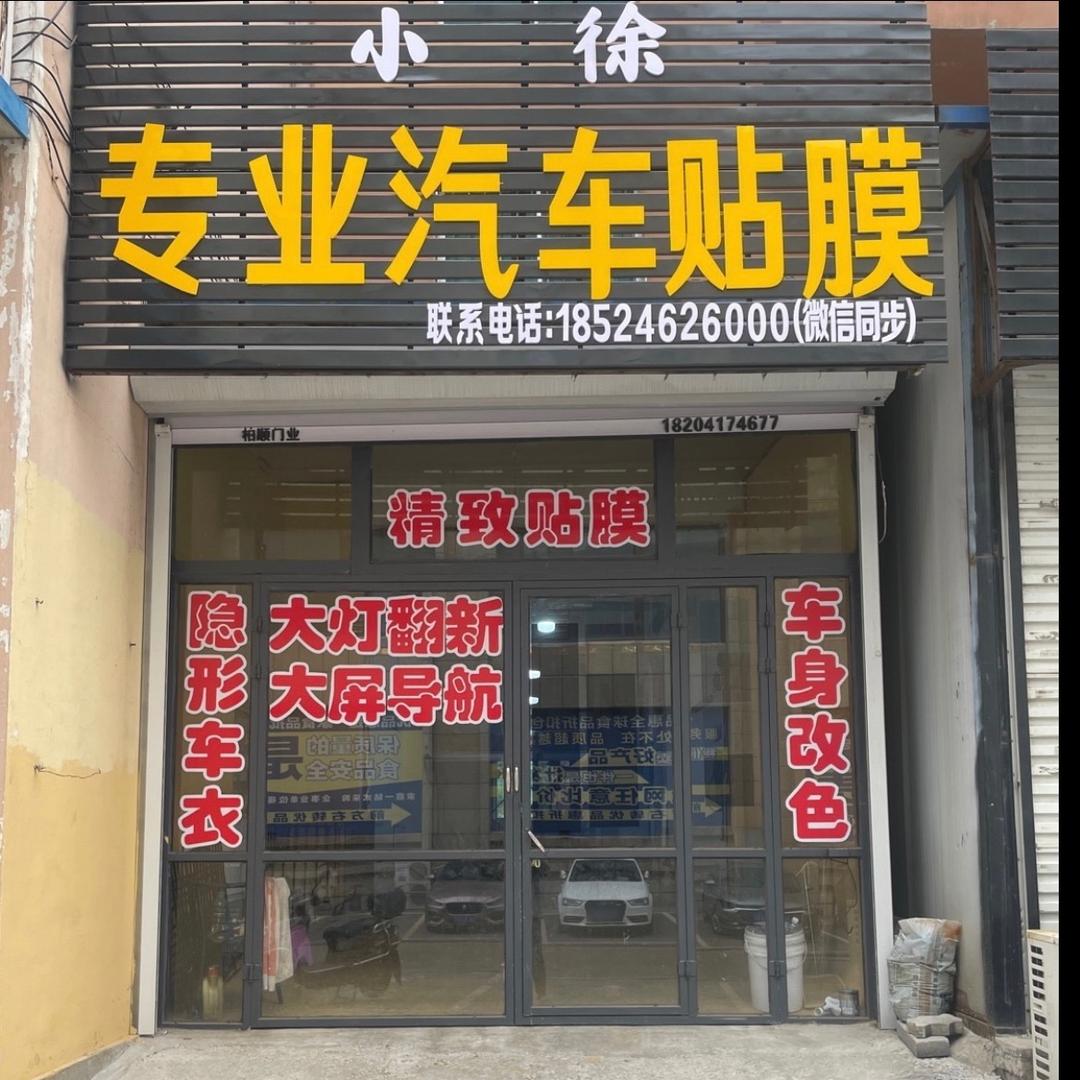 小徐
专业汽车贴膜
联系电话:18524626000(微信同步)
柏顺门业 18204174677
精致贴膜
隐形车衣
大灯翻新
大屏导航
车身改色